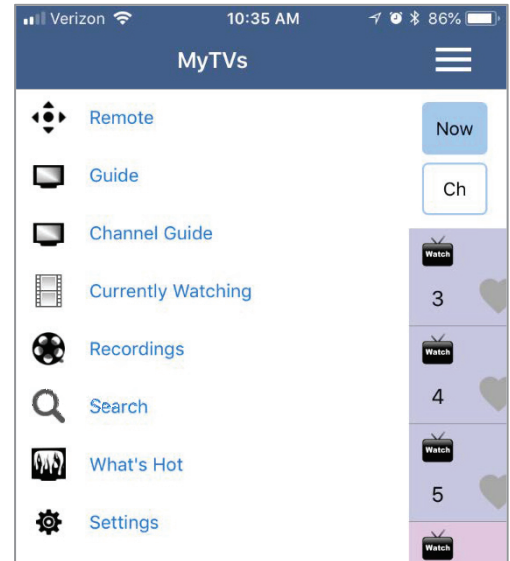 Verizon 10:35 AM 86%
MyTVs
Remote
Now
Guide
Ch
Channel Guide
Watch
Currently Watching
3
Recordings
Watch
Search
4
What's Hot
Watch
5
Settings
Watch